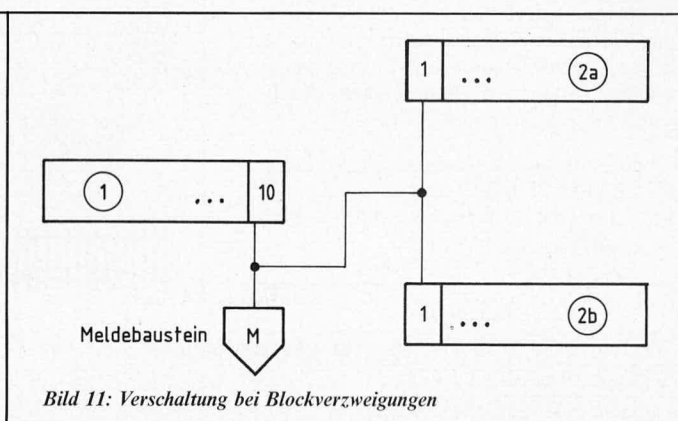 1 ... 2a
1 ... 10
Meldebaustein M
1 ... 2b
Bild 11: Verschaltung bei Blockverzweigungen